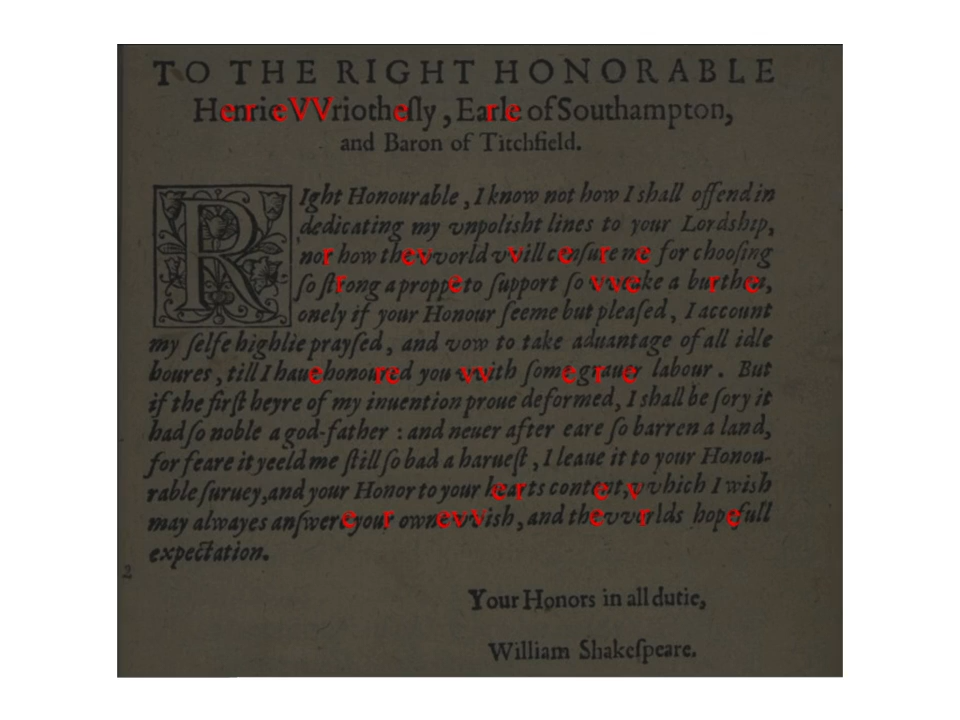 TO THE RIGHT HONORABLE
Henrie VVriotheſly, Earle of Southampton,
and Baron of Titchfield.
RIght Honourable, I know not how I shall offend in
dedicating my vnpolisht lines to your Lordship,
nor how the vvorld vvill cenſure me for chooſing
ſo ſtrong a proppe to ſupport ſo vveake a burthen,
onely if your Honour ſeeme but pleaſed, I account
my ſelfe highlie prayſed, and vow to take aduantage of all idle
houres, till I haue honoured you vvith ſome grauer labour. But
if the firſt heyre of my inuention proue deformed, I shall be ſory it
had ſo noble a god-father: and neuer after eare ſo barren a land,
for feare it yeeld me ſtill ſo bad a harueſt, I leaue it to your Honou-
rable ſuruey, and your Honor to your hearts content, vvhich I wish
may alwayes anſwere your owne vvish, and the vvorlds hopefull
expectation.
2
Your Honors in all dutie,
William Shakeſpeare.